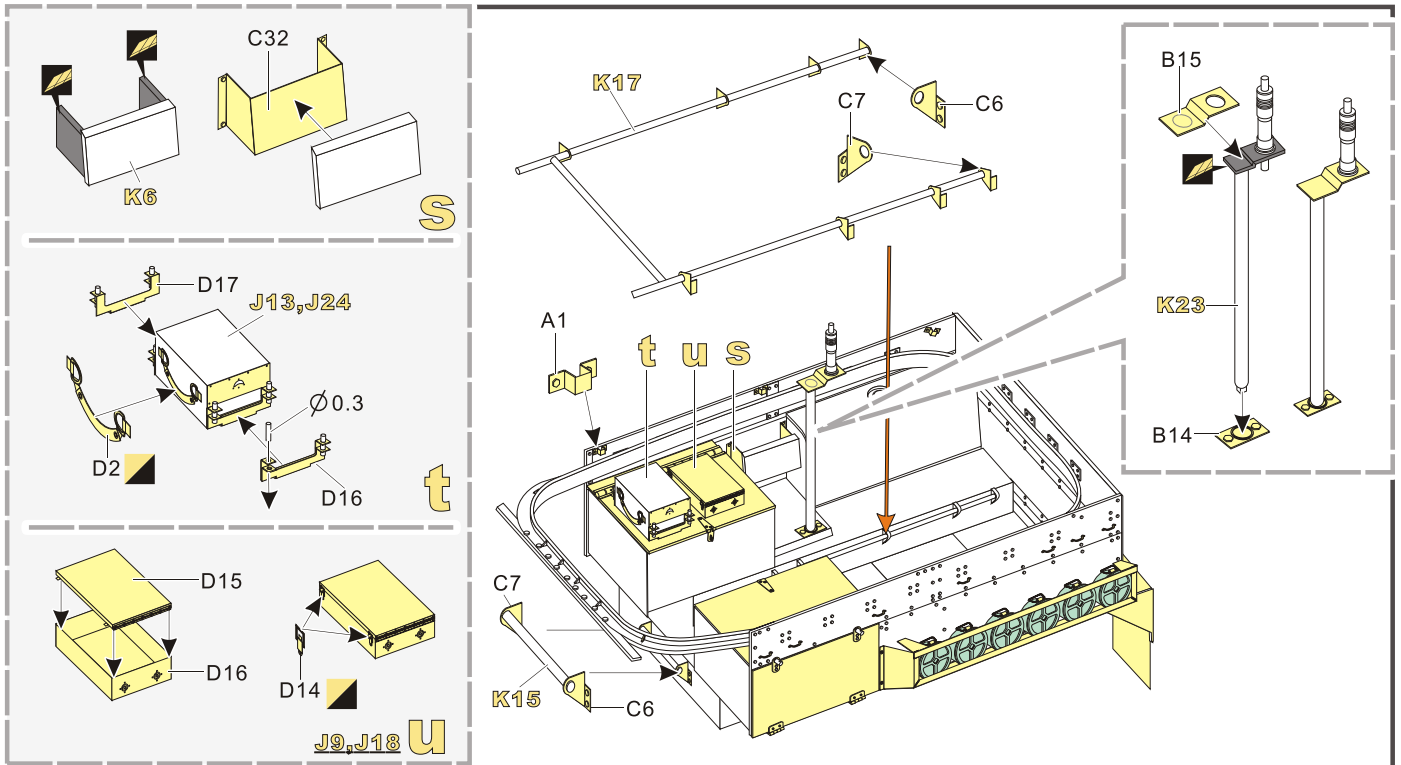 C32
K6
s
D17
J13,J24
Ø0.3
D2
D16
t
D15
D16
D14
J9,J18 u
K17
C7
C6
A1
t u s
C7
K15
C6
B15
K23
B14